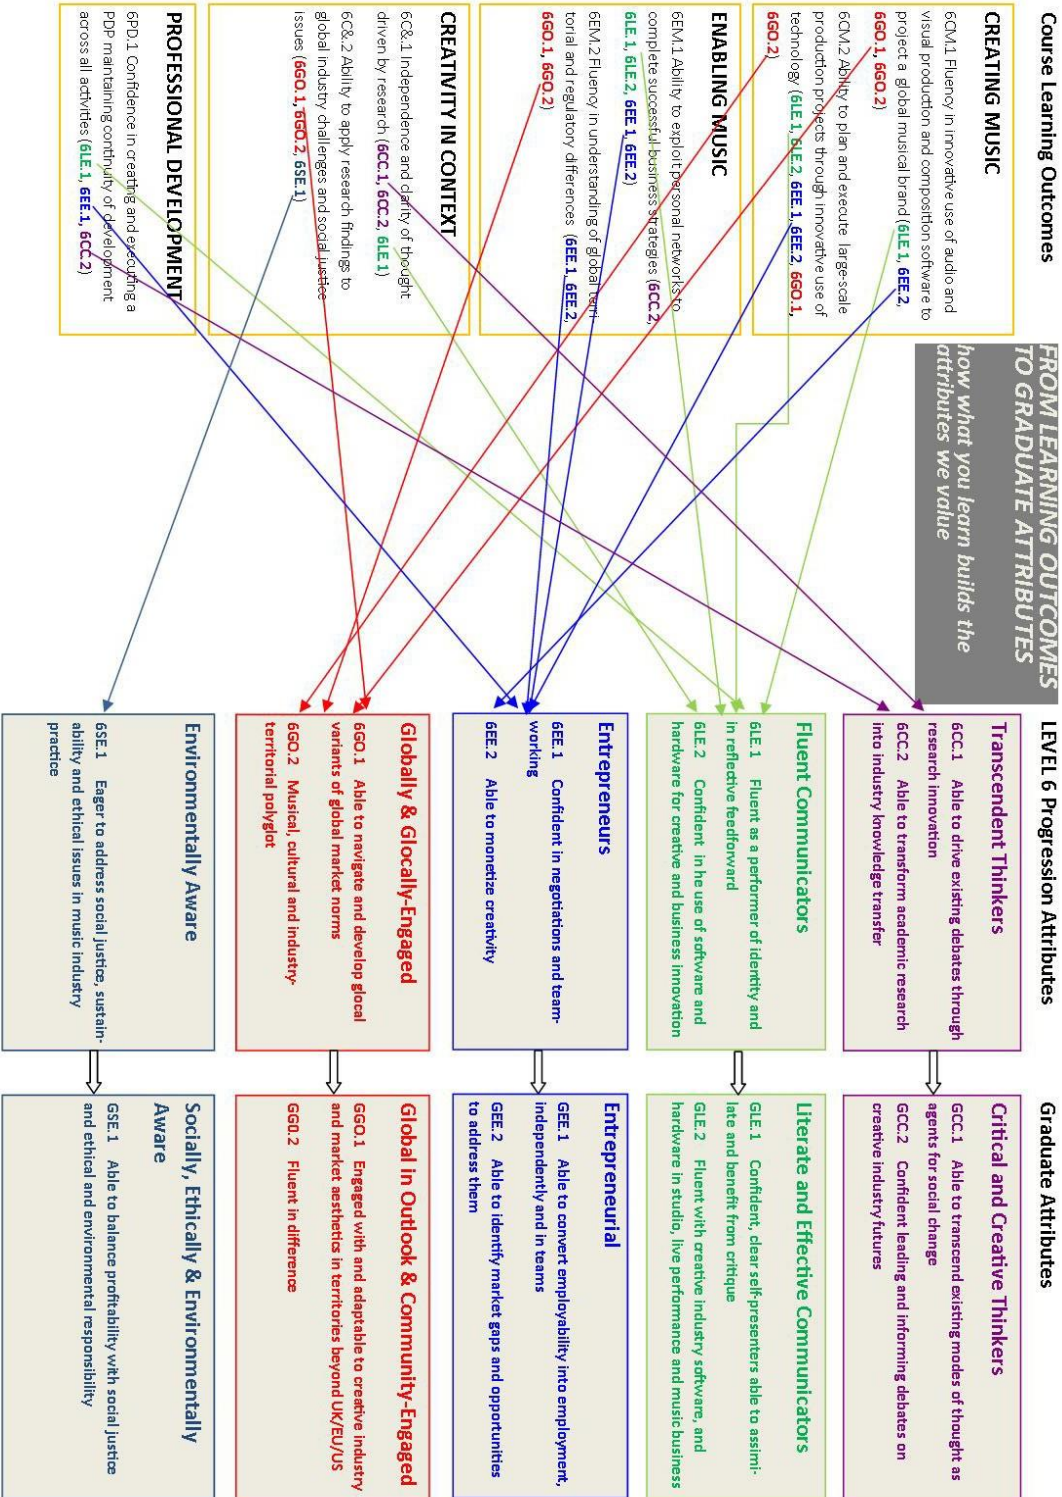 Course Learning Outcomes
CREATING MUSIC
6CM.1 Fluency in innovative use of audio and
visual production and composition software to
project a global musical brand (6LE.1, 6EE.2,
6GO.1, 6GO.2)
6CM.2 Ability to plan and execute large-scale
production projects through innovative use of
technology (6LE.1, 6LE.2, 6EE.1, 6EE.2, 6GO.1,
6GO.2)
ENABLING MUSIC
6EM.1 Ability to exploit personal networks to
complete successful business strategies (6CC.2,
6LE.1, 6LE.2, 6EE.1, 6EE.2)
6EM.2 Fluency in understanding of global terri-
torial and regulatory differences (6EE.1, 6EE.2,
6GO.1, 6GO.2)
CREATIVITY IN CONTEXT
6C&.1 Independence and clarity of thought
driven by research (6CC.1, 6CC.2, 6LE.1)
6C&.2 Ability to apply research findings to
global industry challenges and social justice
issues (6GO.1, 6GO.2, 6SE.1)
PROFESSIONAL DEVELOPMENT
6PD.1 Confidence in creating and executing a
PDP maintaining continuity of development
across all activities (6LE.1, 6EE.1, 6CC.2)
FROM LEARNING OUTCOMES
TO GRADUATE ATTRIBUTES
how what you learn builds the
attributes we value
LEVEL 6 Progression Attributes
Transcendent Thinkers
6CC.1 Able to drive existing debates through
research innovation
6CC.2 Able to transform academic research
into industry knowledge transfer
Fluent Communicators
6LE.1 Fluent as a performer of identity and
in reflective feedforward
6LE.2 Confident in he use of software and
hardware for creative and business innovation
Entrepreneurs
6EE.1 Confident in negotiations and team-
working
6EE.2 Able to monetize creativity
Globally & Glocally-Engaged
6GO.1 Able to navigate and develop glocal
variants of global market norms
6GO.2 Musical, cultural and industry-
territorial polyglot
Environmentally Aware
6SE.1 Eager to address social justice, sustain-
ability and ethical issues in music industry
practice
Graduate Attributes
Critical and Creative Thinkers
GCC.1 Able to transcend existing modes of thought as
agents for social change
GCC.2 Confident leading and informing debates on
creative industry futures
Literate and Effective Communicators
GLE.1 Confident, clear self-presenters able to assimi-
late and benefit from critique
GLE.2 Fluent with creative industry software, and
hardware in studio, live performance and music business
Entrepreneurial
GEE.1 Able to convert employability into employment,
independently and in teams
GEE.2 Able to identify market gaps and opportunities
to address them
Global in Outlook & Community-Engaged
GGO.1 Engaged with and adaptable to creative industry
and market aesthetics in territories beyond UK/EU/US
GGO.2 Fluent in difference
Socially, Ethically & Environmentally
Aware
GSE.1 Able to balance profitability with social justice
and ethical and environmental responsibility